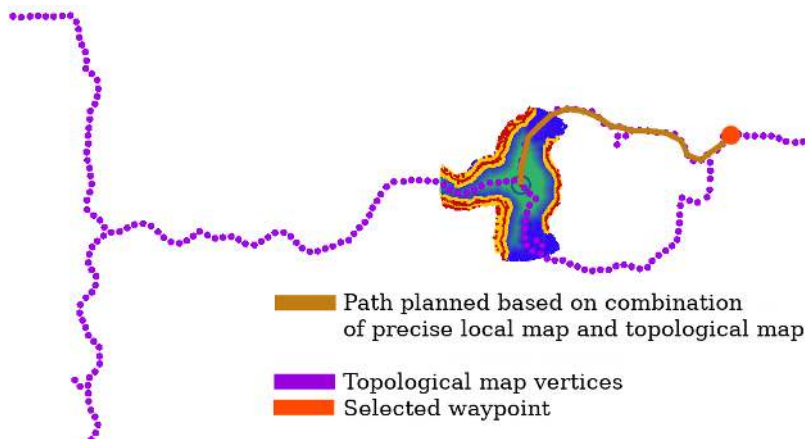 Path planned based on combination
of precise local map and topological map
Topological map vertices
Selected waypoint